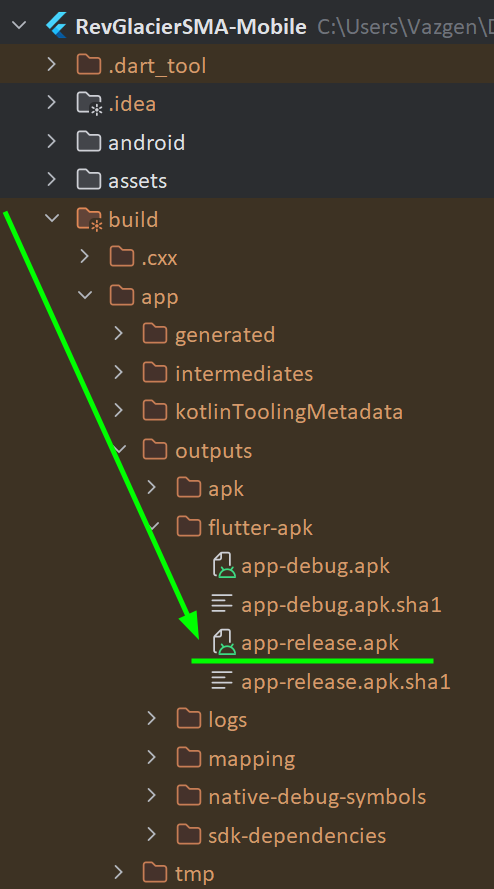 RevGlacierSMA-Mobile C:\Users\Vazgen\D
.dart_tool
.idea
android
assets
build
.cxx
app
generated
intermediates
kotlinToolingMetadata
outputs
apk
flutter-apk
app-debug.apk
app-debug.apk.sha1
app-release.apk
app-release.apk.sha1
logs
mapping
native-debug-symbols
sdk-dependencies
tmp